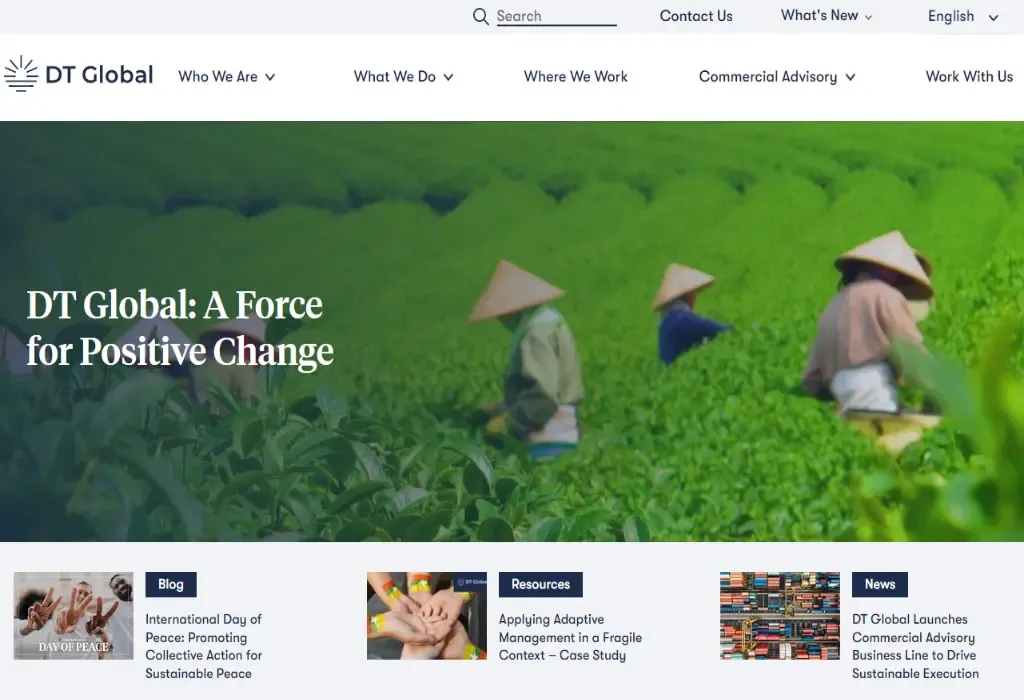 Search
Contact Us
What's New
English
DT Global
Who We Are
What We Do
Where We Work
Commercial Advisory
Work With Us
DT Global: A Force
for Positive Change
DAY OF PEACE
Blog
International Day of
Peace: Promoting
Collective Action for
Sustainable Peace
DT Global
Resources
Applying Adaptive
Management in a Fragile
Context – Case Study
News
DT Global Launches
Commercial Advisory
Business Line to Drive
Sustainable Execution